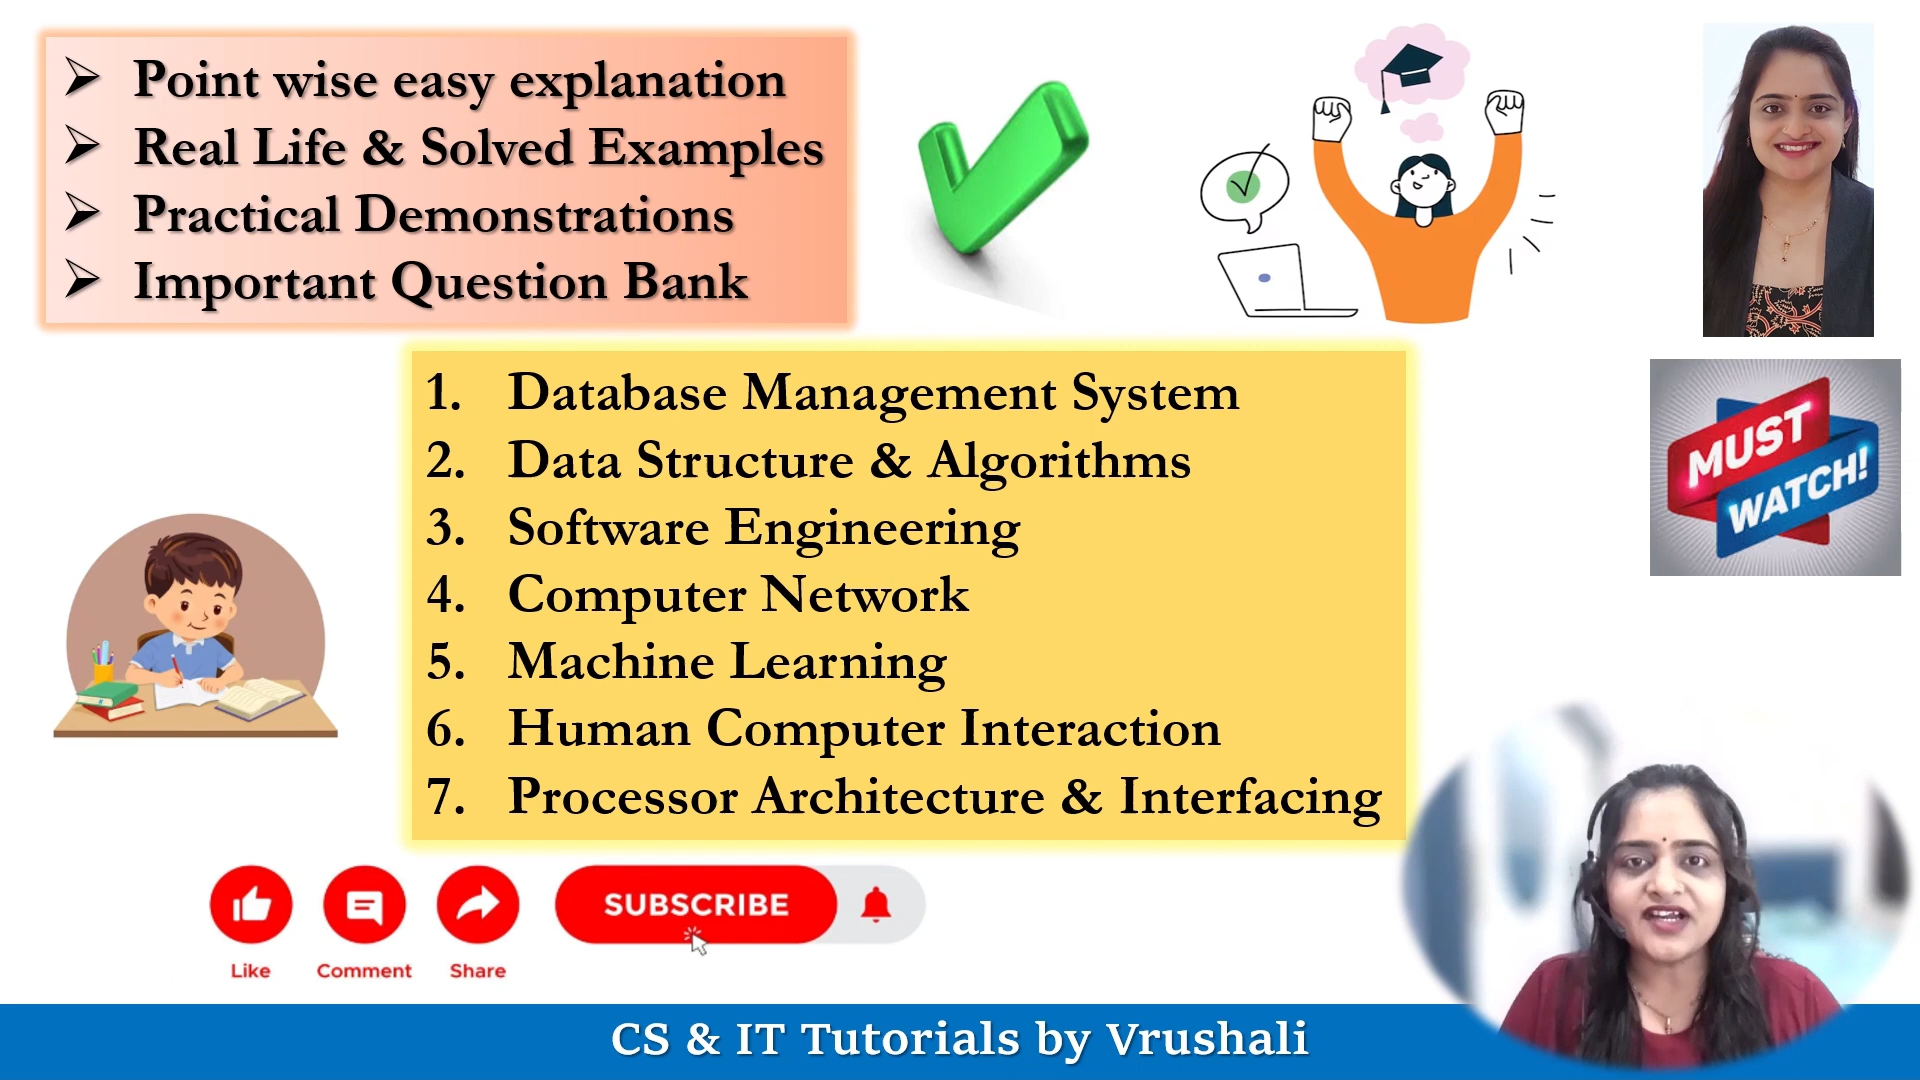 ➢ Point wise easy explanation
➢ Real Life & Solved Examples
➢ Practical Demonstrations
➢ Important Question Bank
MUST
WATCH!
1. Database Management System
2. Data Structure & Algorithms
3. Software Engineering
4. Computer Network
5. Machine Learning
6. Human Computer Interaction
7. Processor Architecture & Interfacing
SUBSCRIBE
Like Comment Share
CS & IT Tutorials by Vrushali